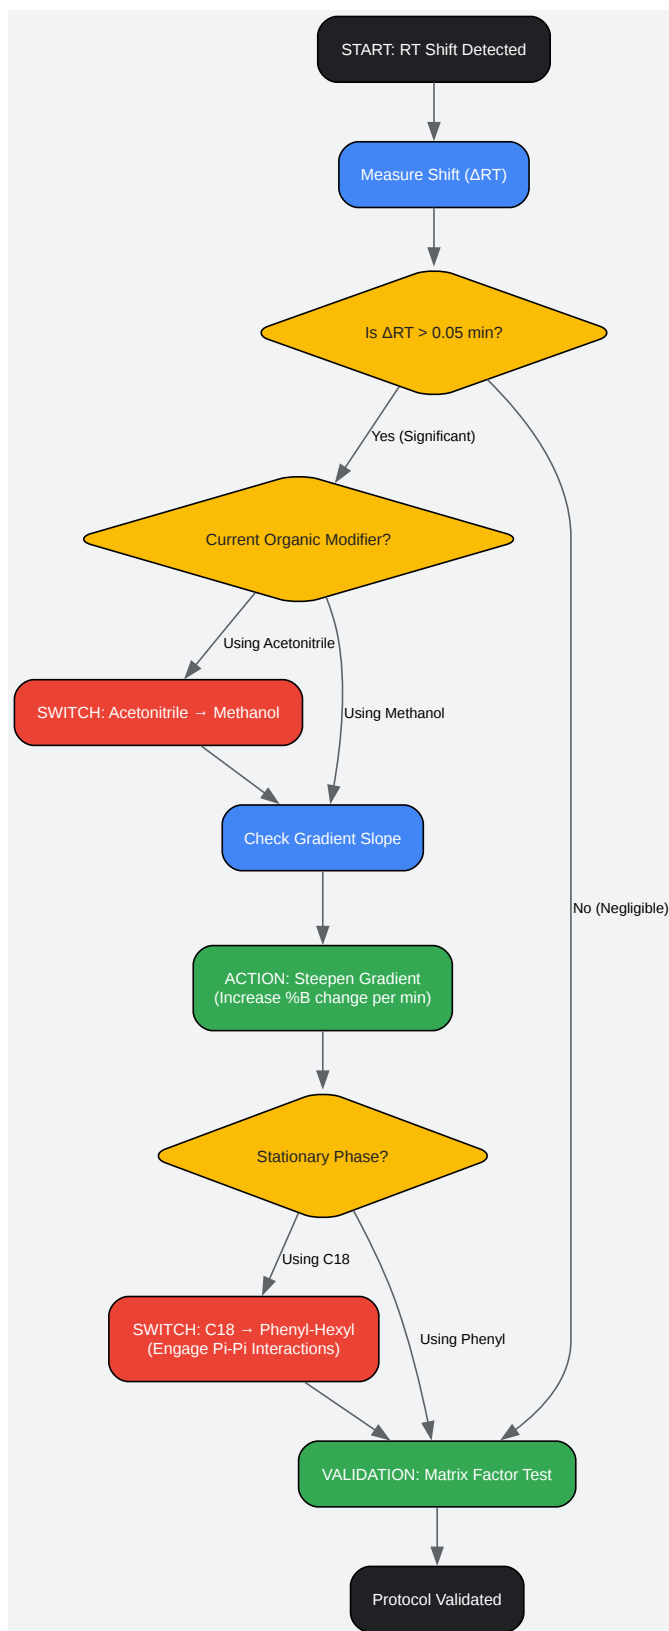 START: RT Shift Detected
Measure Shift (ΔRT)
Is ΔRT > 0.05 min?
Yes (Significant)
Current Organic Modifier?
Using Acetonitrile
SWITCH: Acetonitrile → Methanol
Using Methanol
Check Gradient Slope
No (Negligible)
ACTION: Steepen Gradient
(Increase %B change per min)
Stationary Phase?
Using C18
SWITCH: C18 → Phenyl-Hexyl
(Engage Pi-Pi Interactions)
Using Phenyl
VALIDATION: Matrix Factor Test
Protocol Validated